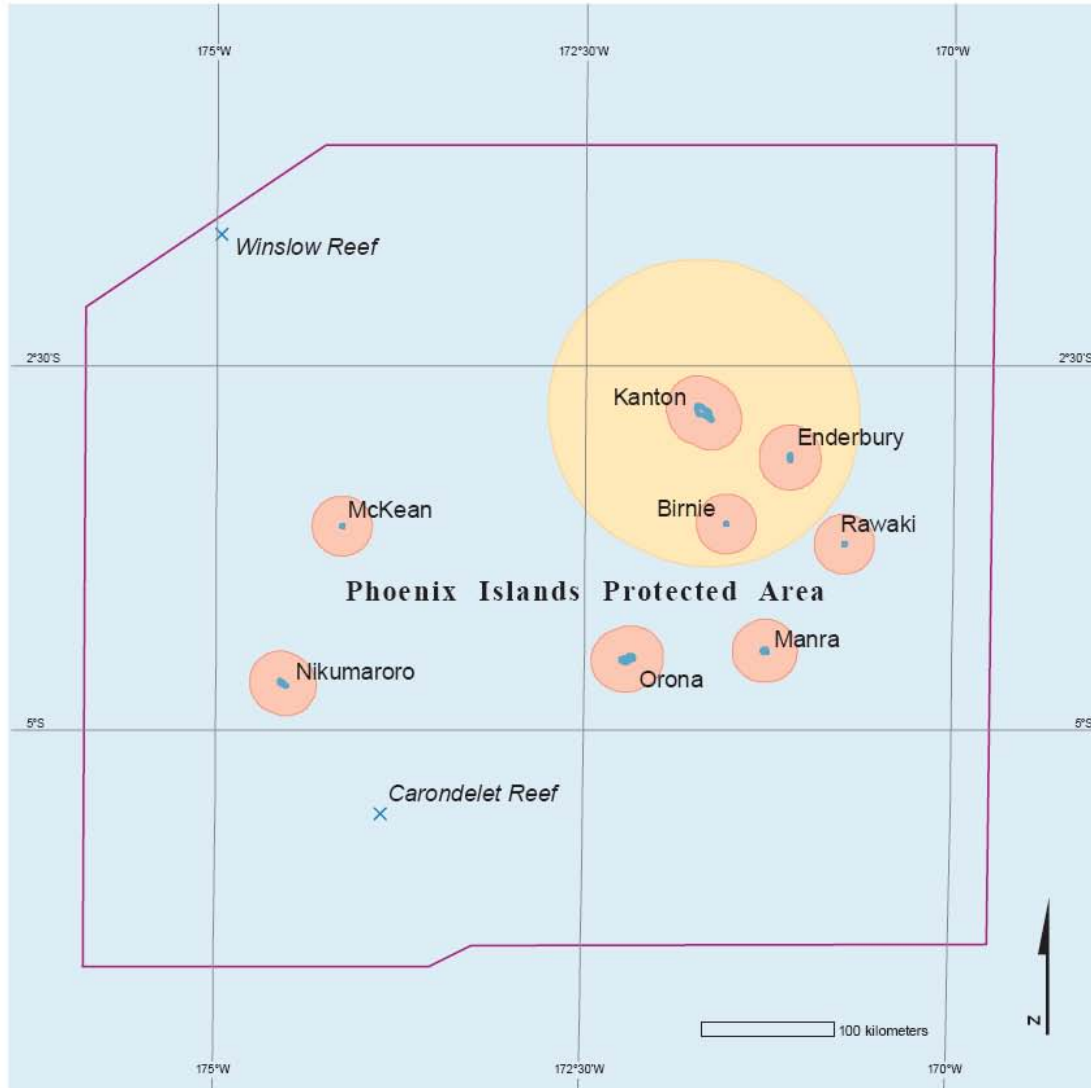 175°W 172°30'W 170°W
Winslow Reef
2°30'S 2°30'S
Kanton
Enderbury
McKean
Birnie
Rawaki
Phoenix Islands Protected Area
Manra
Nikumaroro
Orona
5°S 5°S
Carondelet Reef
N
100 kilometers
175°W 172°30'W 170°W